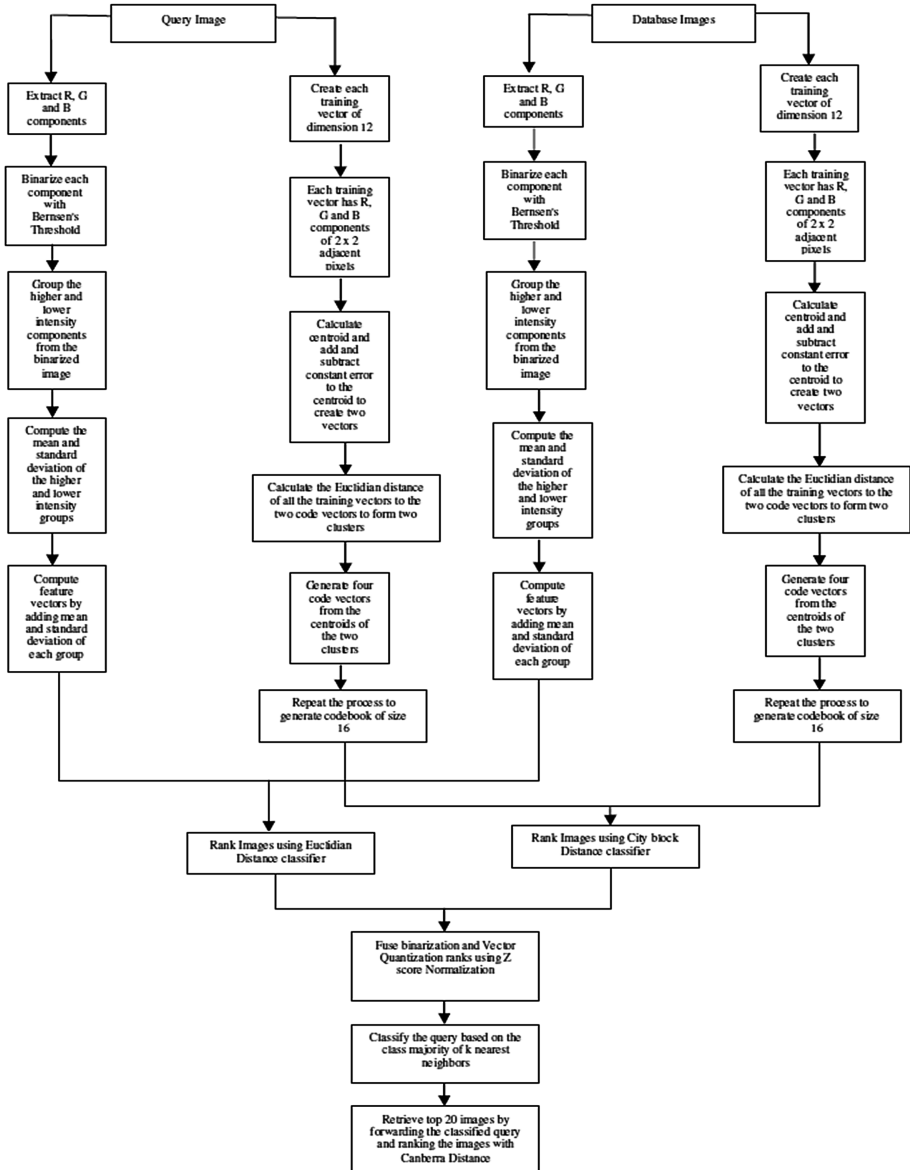 Query Image
Extract R, G
and B
components
Binarize each
component
with
Bernsen's
Threshold
Group the
higher and
lower
intensity
components
from the
binarized
image
Compute the
mean and
standard
deviation of
the higher
and lower
intensity
groups
Compute
feature
vectors by
adding mean
and standard
deviation of
each group
Create each
training
vector of
dimension 12
Each training
vector has R,
G and B
components
of 2 x 2
adjacent
pixels
Calculate
centroid and
add and
subtract
constant error
to the
centroid to
create two
vectors
Calculate the Euclidian distance
of all the training vectors to the
two code vectors to form two
clusters
Generate four
code vectors
from the
centroids of
the two
clusters
Repeat the process to
generate codebook of size
16
Database Images
Extract R, G
and B
components
Binarize each
component
with
Bernsen's
Threshold
Group the
higher and
lower
intensity
components
from the
binarized
image
Compute the
mean and
standard
deviation of
the higher
and lower
intensity
groups
Compute
feature
vectors by
adding mean
and standard
deviation of
each group
Create each
training
vector of
dimension 12
Each training
vector has R,
G and B
components
of 2 x 2
adjacent
pixels
Calculate
centroid and
add and
subtract
constant error
to the
centroid to
create two
vectors
Calculate the Euclidian distance
of all the training vectors to the
two code vectors to form two
clusters
Generate four
code vectors
from the
centroids of
the two
clusters
Repeat the process to
generate codebook of size
16
Rank Images using Euclidian
Distance classifier
Rank Images using City block
Distance classifier
Fuse binarization and Vector
Quantization ranks using Z
score Normalization
Classify the query based on the
class majority of k nearest
neighbors
Retrieve top 20 images by
forwarding the classified query
and ranking the images with
Canberra Distance